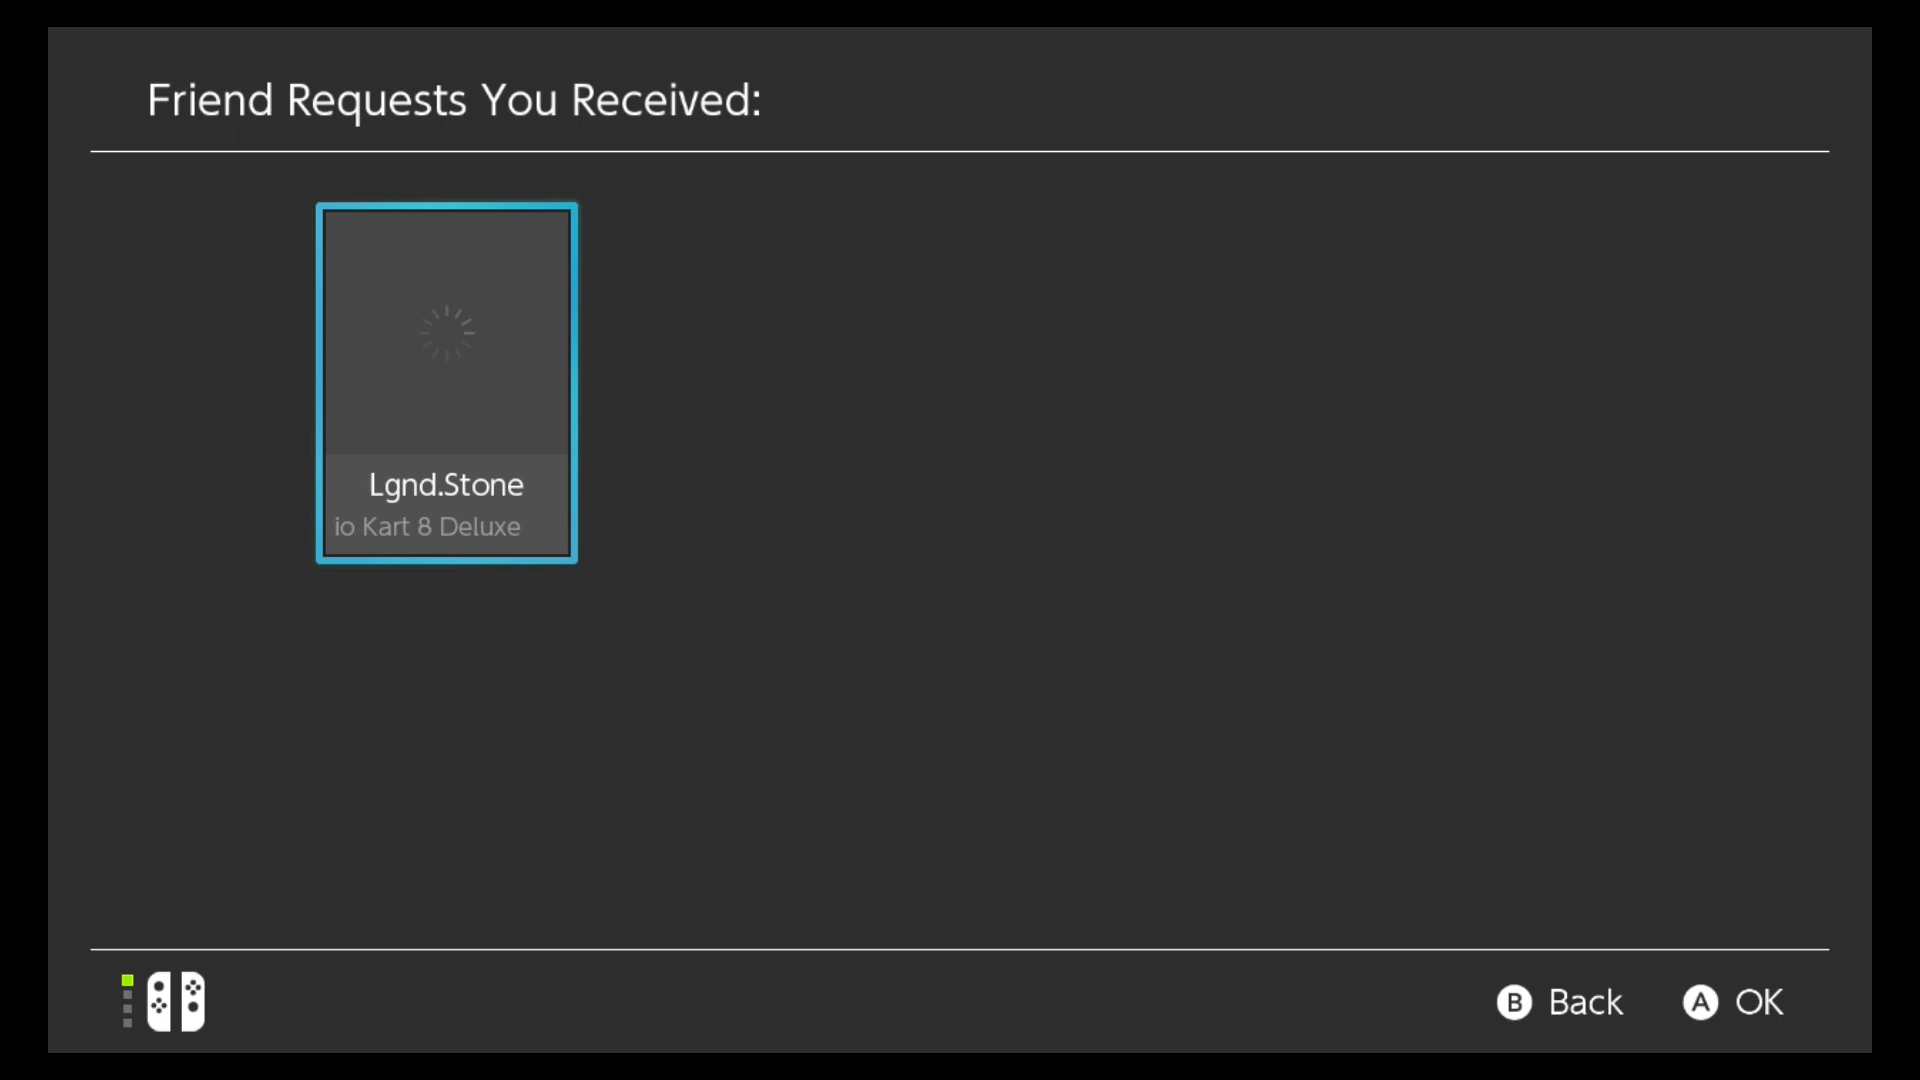 Friend Requests You Received:
Lgnd.Stone
io Kart 8 Deluxe
B Back
A OK